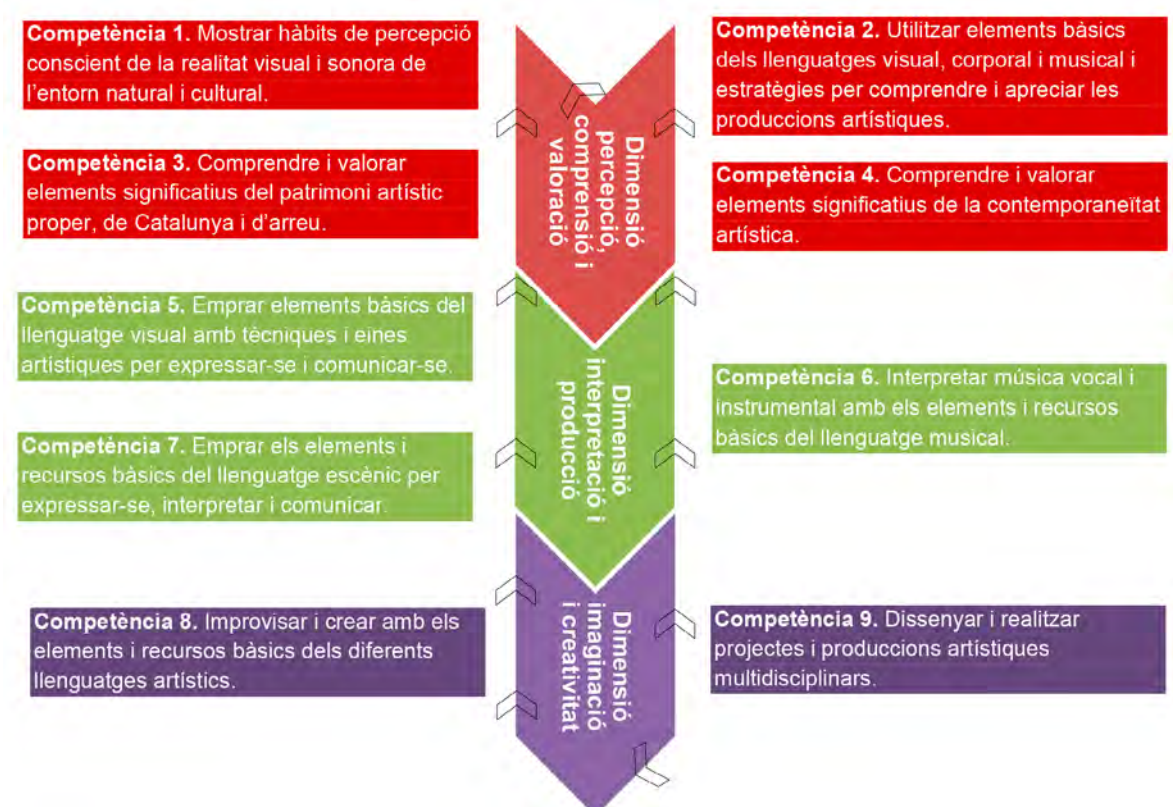 Competència 1. Mostrar hàbits de percepció
conscient de la realitat visual i sonora de
l'entorn natural i cultural.
Competència 2. Utilitzar elements bàsics
dels llenguatges visual, corporal i musical i
estratègies per comprendre i apreciar les
produccions artístiques.
Competència 3. Comprendre i valorar
elements significatius del patrimoni artístic
proper, de Catalunya i d'arreu.
Competència 4. Comprendre i valorar
elements significatius de la contemporaneïtat
artística.
Dimensió
percepció,
comprensió i
valoració
Competència 5. Emprar elements bàsics del
llenguatge visual amb tècniques i eines
artístiques per expressar-se i comunicar-se.
Competència 6. Interpretar música vocal i
instrumental amb els elements i recursos
bàsics del llenguatge musical.
Competència 7. Emprar els elements i
recursos bàsics del llenguatge escènic per
expressar-se, interpretar i comunicar.
Dimensió
interpretació i
producció
Competència 8. Improvisar i crear amb els
elements i recursos bàsics dels diferents
llenguatges artístics.
Competència 9. Dissenyar i realitzar
projectes i produccions artístiques
multidisciplinars.
Dimensió
imaginació
i creativitat